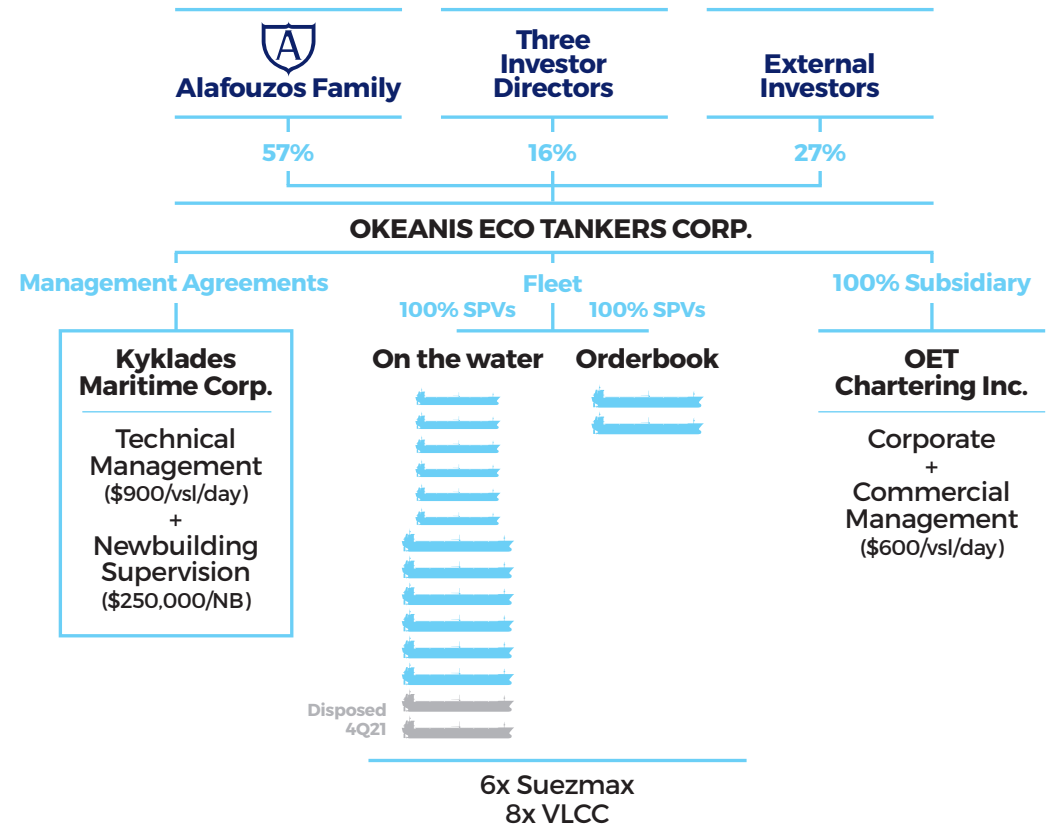 A
Alafouzos Family
Three
Investor
Directors
External
Investors
57%
16%
27%
OKEANIS ECO TANKERS CORP.
Management Agreements
Fleet
100% Subsidiary
100% SPVs
100% SPVs
Kyklades
Maritime Corp.
On the water
Orderbook
OET
Chartering Inc.
Technical
Management
($900/vsl/day)
+
Newbuilding
Supervision
($250,000/NB)
Corporate
+
Commercial
Management
($600/vsl/day)
Disposed
4Q21
6x Suezmax
8x VLCC